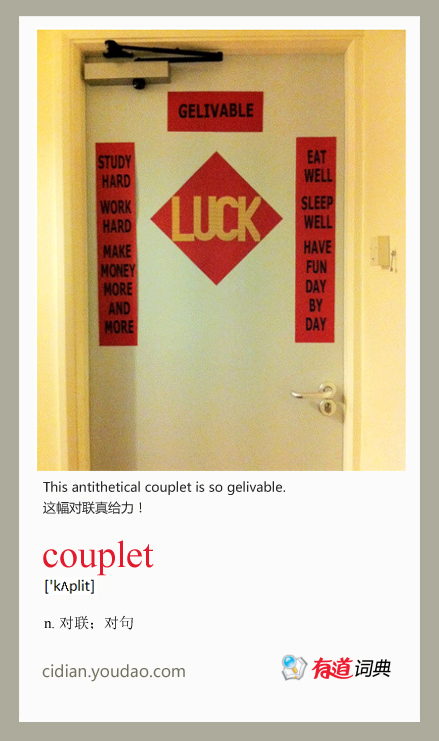 GELIVABLE
STUDY
HARD
WORK
HARD
MAKE
MONEY
MORE
AND
MORE
LUCK
EAT
WELL
SLEEP
WELL
HAVE
FUN
DAY
BY
DAY
This antithetical couplet is so gelivable.
这幅对联真给力！
couplet
['kʌplit]
n. 对联；对句
cidian.youdao.com
有道词典